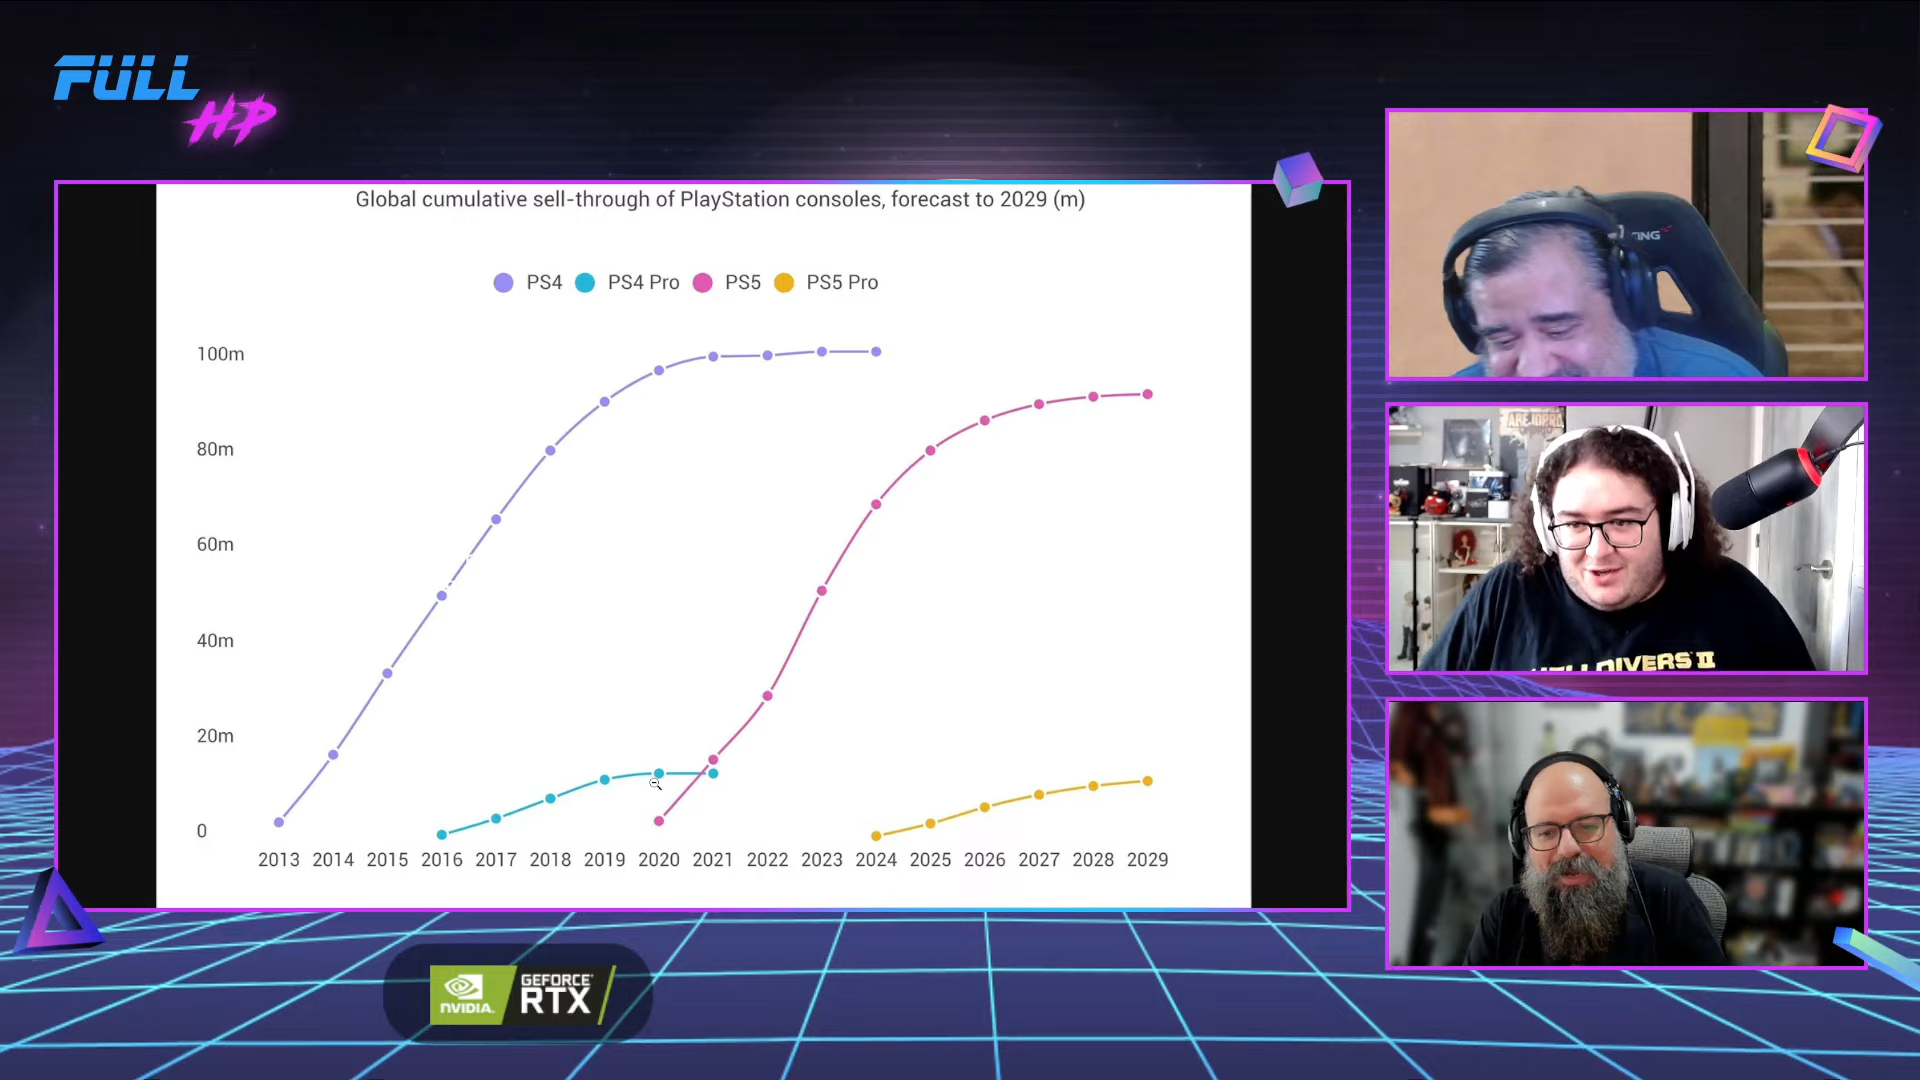 FULL
HP
Global cumulative sell-through of PlayStation consoles, forecast to 2029 (m)
PS4 PS4 Pro PS5 PS5 Pro
100m
80m
60m
40m
20m
0
2013 2014 2015 2016 2017 2018 2019 2020 2021 2022 2023 2024 2025 2026 2027 2028 2029
HELLDIVERS II
NVIDIA.
GEFORCE
RTX